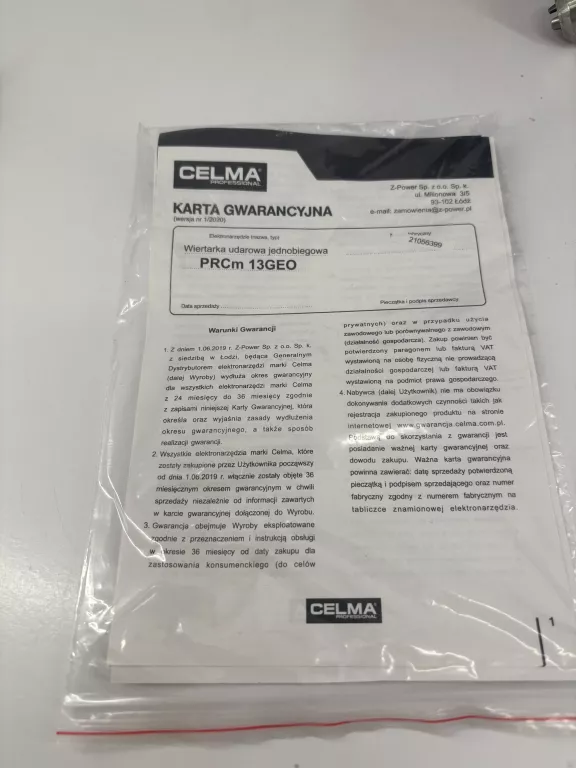 CELMA
PROFESSIONAL
Z-Power Sp. z o.o. Sp. k.
ul. Milionowa 3/5
93-102 Łódź
e-mail: zamowienia@z-power.pl
KARTA GWARANCYJNA
(wersja nr 1/2020)
Elektronarzędzie (nazwa, typ)
fabryczny)
Wiertarka udarowa jednobiegowa
21055399
PRCm 13GEO
Data sprzedaży
Pieczątka i podpis sprzedawcy
Warunki Gwarancji
1. Z dniem 1.06.2019 r. Z-Power Sp. z o.o. Sp. k.
z siedzibą w Łodzi, będąca Generalnym
Dystrybutorem elektronarzędzi marki Celma
(dalej Wyroby) wydłuża okres gwarancyjny
dla wszystkich elektronarzędzi marki Celma
z 24 miesięcy do 36 miesięcy zgodnie
z zapisami niniejszej Karty Gwarancyjnej, która
określa oraz wyjaśnia zasady wydłużenia
okresu gwarancyjnego, a także sposób
realizacji gwarancji.
2. Wszystkie elektronarzędzia marki Celma, które
zostały zakupione przez Użytkownika począwszy
od dnia 1.06.2019 r. włącznie zostały objęte 36
miesięcznym okresem gwarancyjnym w chwili
sprzedaży niezależnie od informacji zawartych
w karcie gwarancyjnej dołączonej do Wyrobu.
3. Gwarancja obejmuje Wyroby eksploatowane
zgodnie z przeznaczeniem i instrukcją obsługi
w okresie 36 miesięcy od daty zakupu dla
zastosowania konsumenckiego (do celów
prywatnych) oraz w przypadku użycia
zawodowego lub porównywalnego z zawodowym
(działalność gospodarcza). Zakup powinien być
potwierdzony paragonem lub fakturą VAT
wystawioną na osobę fizyczną nie prowadzącą
działalności gospodarczej lub fakturą VAT
wystawioną na podmiot prawa gospodarczego.
4. Nabywca (dalej Użytkownik) nie ma obowiązku
dokonywania dodatkowych czynności takich jak
rejestracja zakupionego produktu na stronie
internetowej www.gwarancja.celma.com.pl.
Podstawą do skorzystania z gwarancji jest
posiadanie ważnej karty gwarancyjnej oraz
dowodu zakupu. Ważna karta gwarancyjna
powinna zawierać: datę sprzedaży potwierdzoną
pieczątką i podpisem sprzedającego oraz numer
fabryczny zgodny z numerem fabrycznym na
tabliczce znamionowej elektronarzędzia.
CELMA
PROFESSIONAL
1